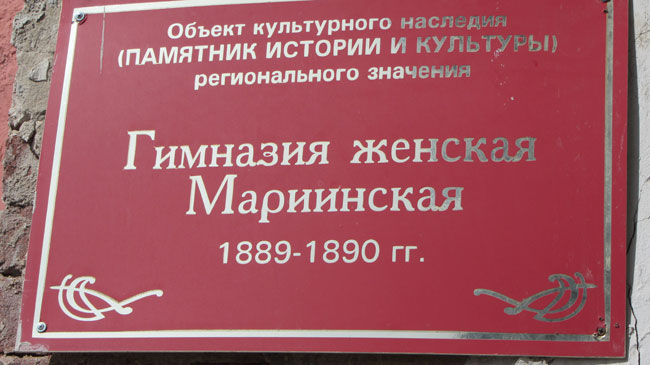 Объект культурного наследия
(ПАМЯТНИК ИСТОРИИ И КУЛЬТУРЫ)
регионального значения
Гимназия женская
Мариинская
1889-1890 гг.